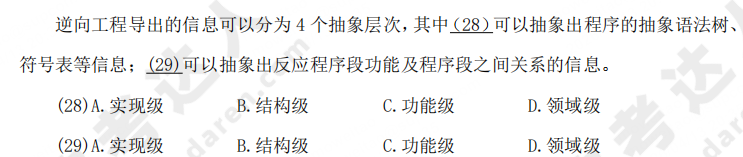 逆向工程导出的信息可以分为 4 个抽象层次，其中(28)可以抽象出程序的抽象语法树、
符号表等信息；(29)可以抽象出反应程序段功能及程序段之间关系的信息。
(28)A.实现级 B.结构级 C.功能级 D.领域级
(29)A.实现级 B.结构级 C.功能级 D.领域级